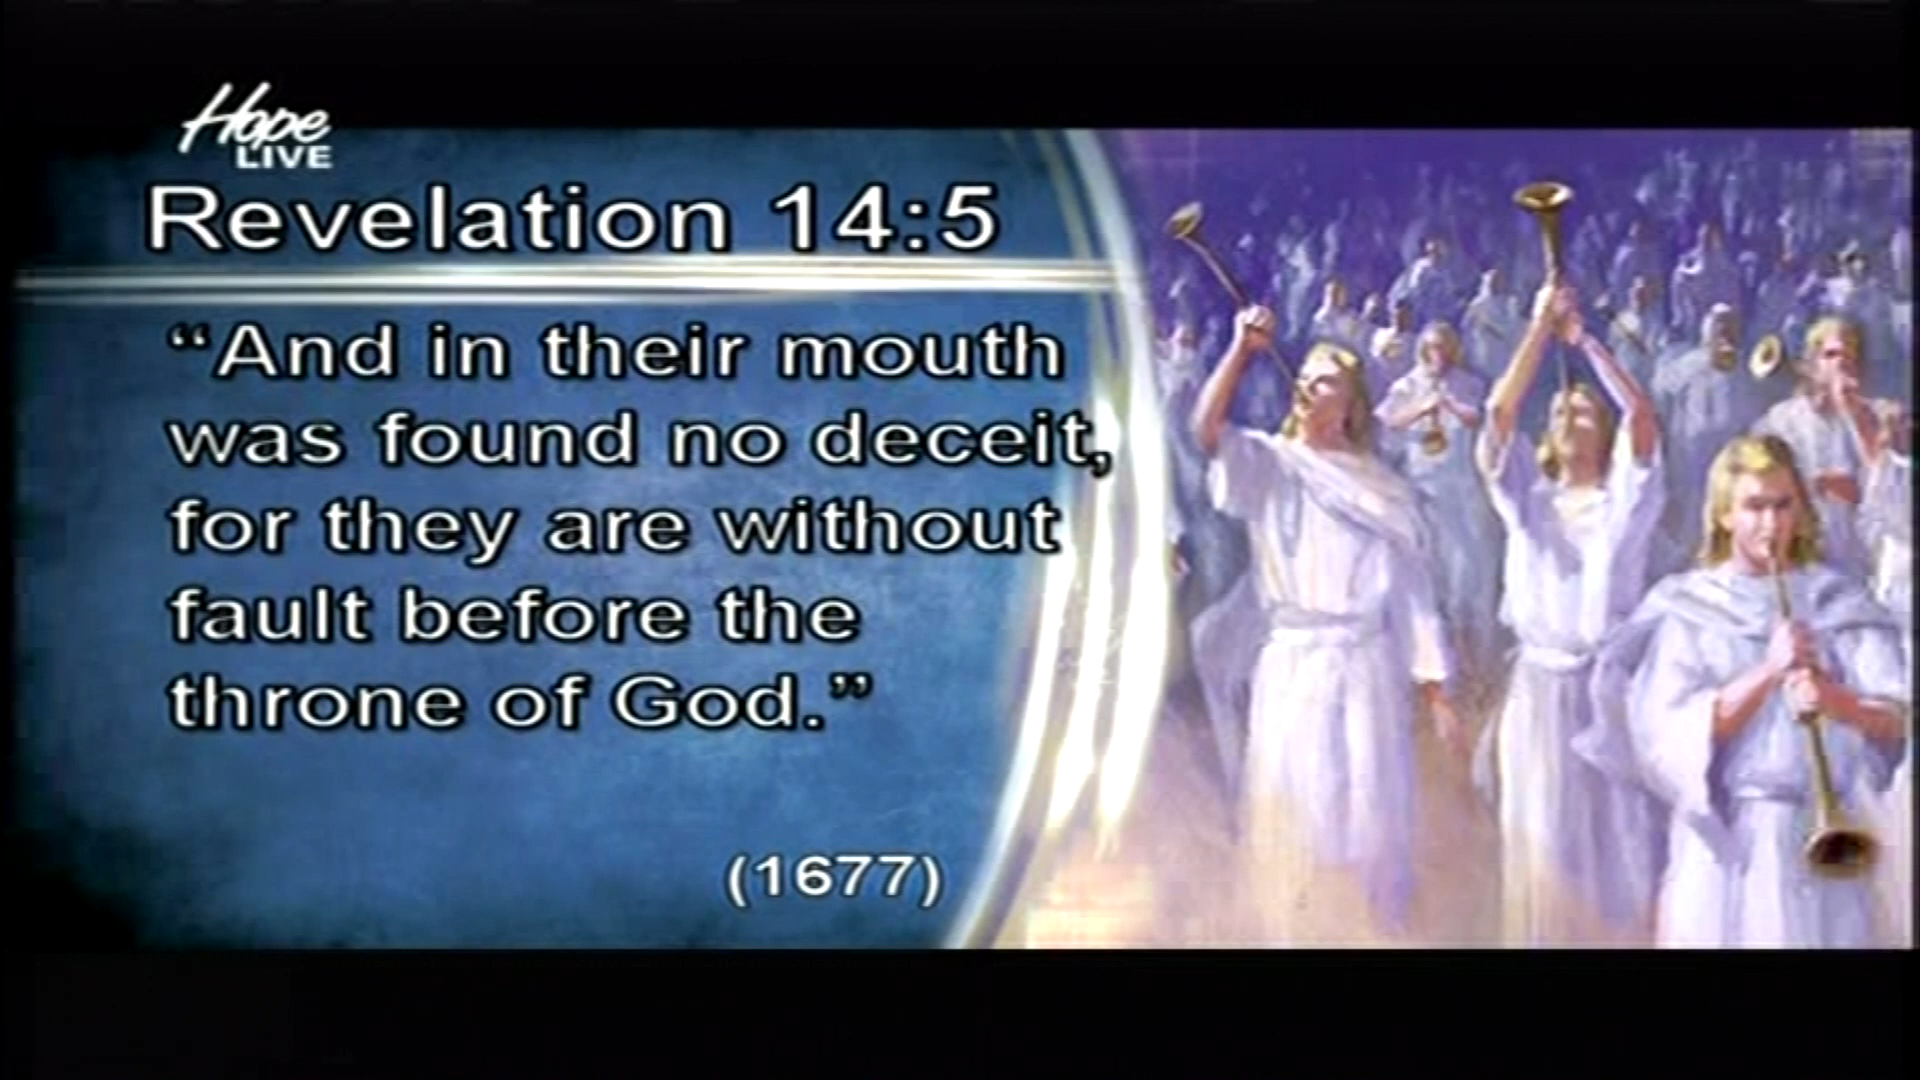 Hope
LIVE
Revelation 14:5
“And in their mouth
was found no deceit,
for they are without
fault before the
throne of God.”
(1677)